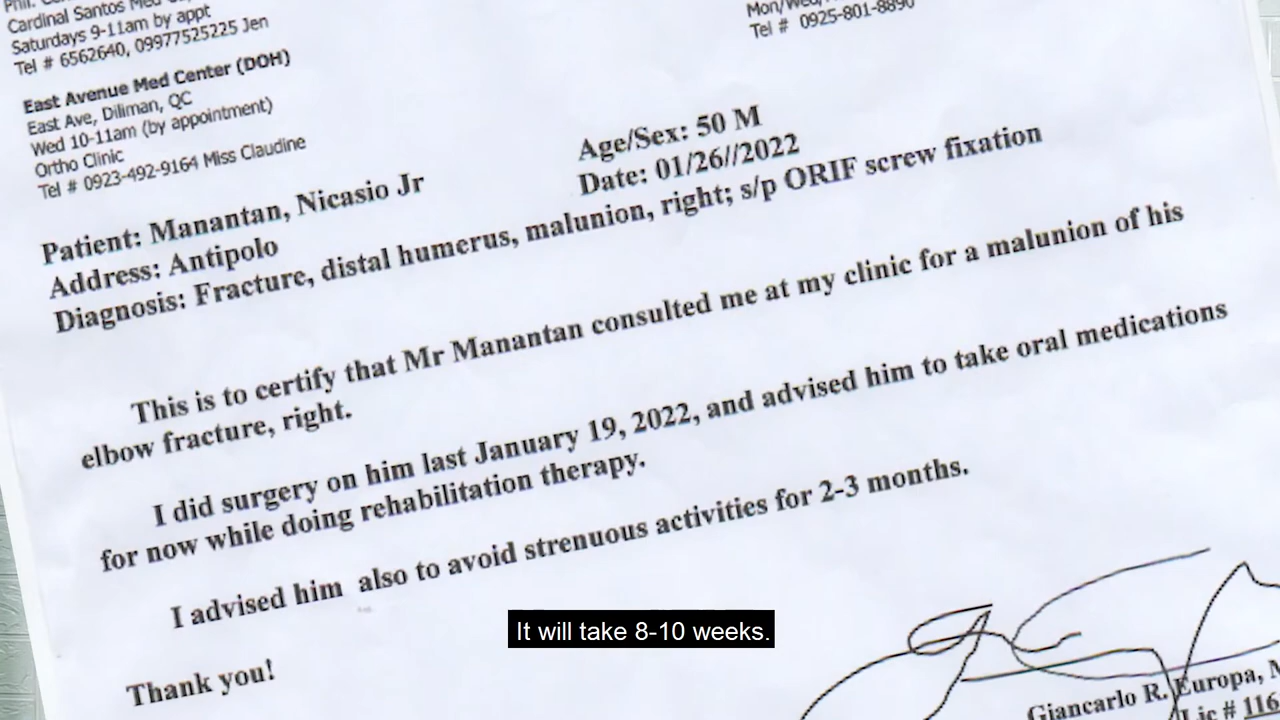 Cardinal Santos Med
Saturdays 9-11am by appt
Tel # 6562640, 09977525225 Jen
East Avenue Med Center (DOH)
East Ave, Diliman, QC
Wed 10-11am (by appointment)
Ortho Clinic
Tel # 0923-492-9164 Miss Claudine
Tel # 0925-801-8890
Age/Sex: 50 M
Date: 01/26//2022
Patient: Manantan, Nicasio Jr
Address: Antipolo
Diagnosis: Fracture, distal humerus, malunion, right; s/p ORIF screw fixation
This is to certify that Mr Manantan consulted me at my clinic for a malunion of his
elbow fracture, right.
I did surgery on him last January 19, 2022, and advised him to take oral medications
for now while doing rehabilitation therapy.
I advised him also to avoid strenuous activities for 2-3 months.
It will take 8-10 weeks.
Thank you!
Giancarlo R. Europa,
Lic # 116